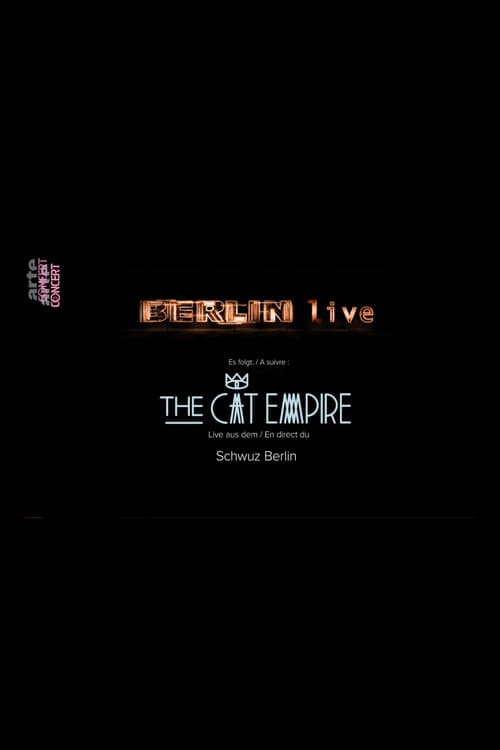 arte
CONCERT
BERLIN live
Es folgt: / A suivre :
THE CAT EMPIRE
Live aus dem / En direct du
Schwuz Berlin